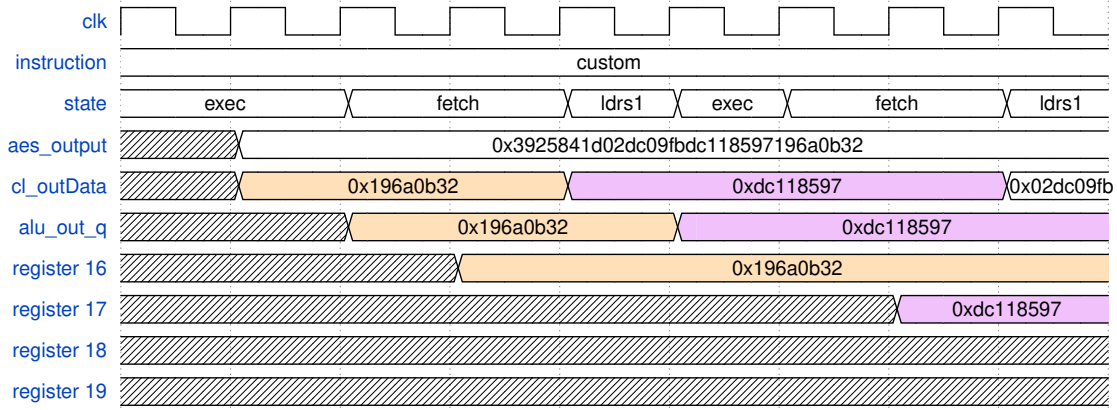 clk
instruction custom
state exec fetch ldrs1 exec fetch ldrs1
aes_output 0x3925841d02dc09fbdc118597196a0b32
cl_outData 0x196a0b32 0xdc118597 0x02dc09fb
alu_out_q 0x196a0b32 0xdc118597
register 16 0x196a0b32
register 17 0xdc118597
register 18
register 19